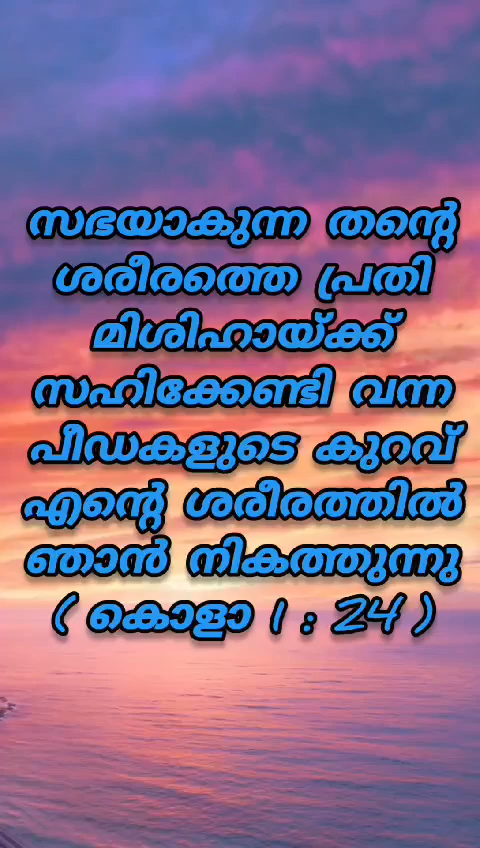 സഭയാകുന്ന തന്റെ
ശരീരത്തെ പ്രതി
മിശിഹായ്ക്ക്
സഹിക്കേണ്ടി വന്ന
പീഡകളുടെ കുറവ്
എന്റെ ശരീരത്തിൽ
ഞാൻ നികത്തുന്നു
( കൊളാ 1 : 24 )